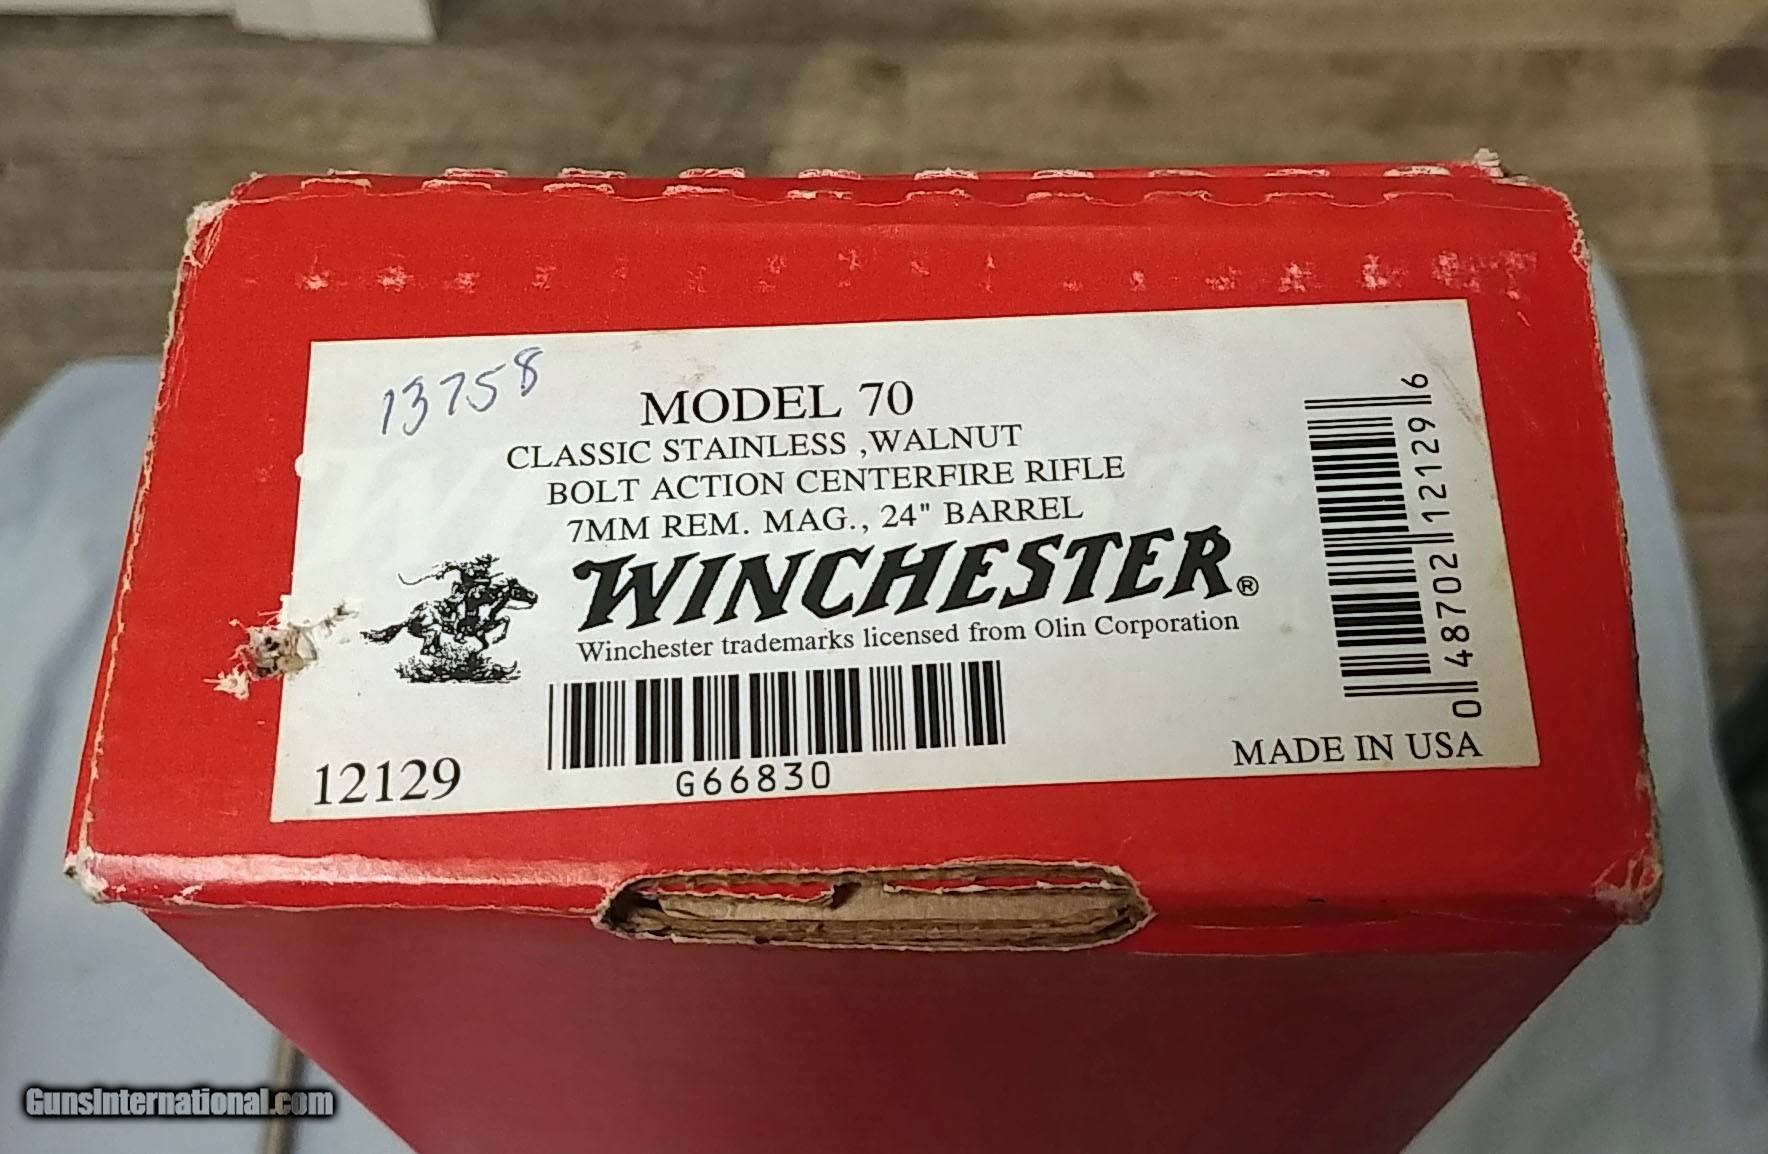 13758
MODEL 70
CLASSIC STAINLESS ,WALNUT
BOLT ACTION CENTERFIRE RIFLE
7MM REM. MAG., 24" BARREL
WINCHESTER®
Winchester trademarks licensed from Olin Corporation
12129
G66830
MADE IN USA
0 48702 12129 6
GunsInternational.com